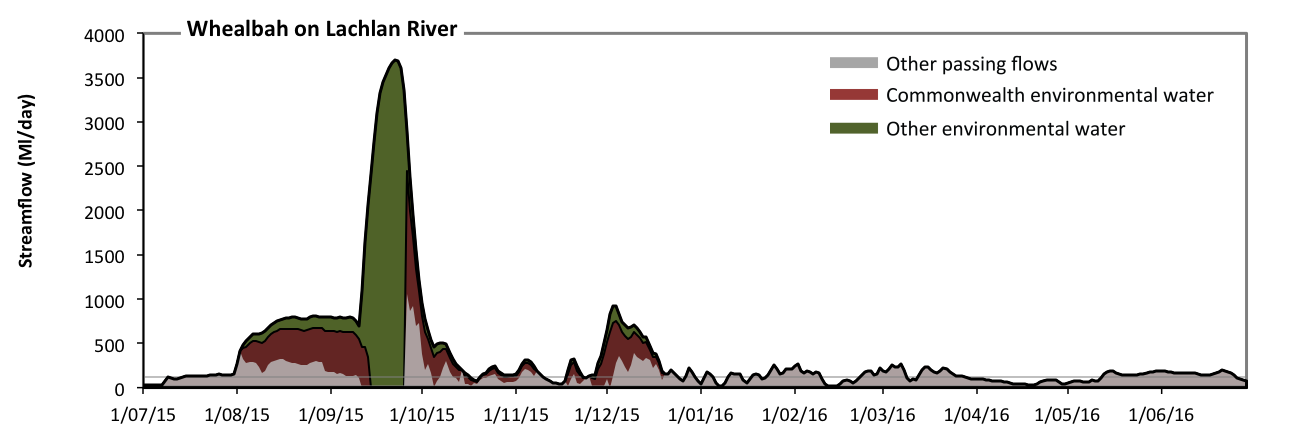 Whealbah on Lachlan River
Streamflow (Ml/day)
4000
3500
3000
2500
2000
1500
1000
500
0
Other passing flows
Commonwealth environmental water
Other environmental water
1/07/15 1/08/15 1/09/15 1/10/15 1/11/15 1/12/15 1/01/16 1/02/16 1/03/16 1/04/16 1/05/16 1/06/16